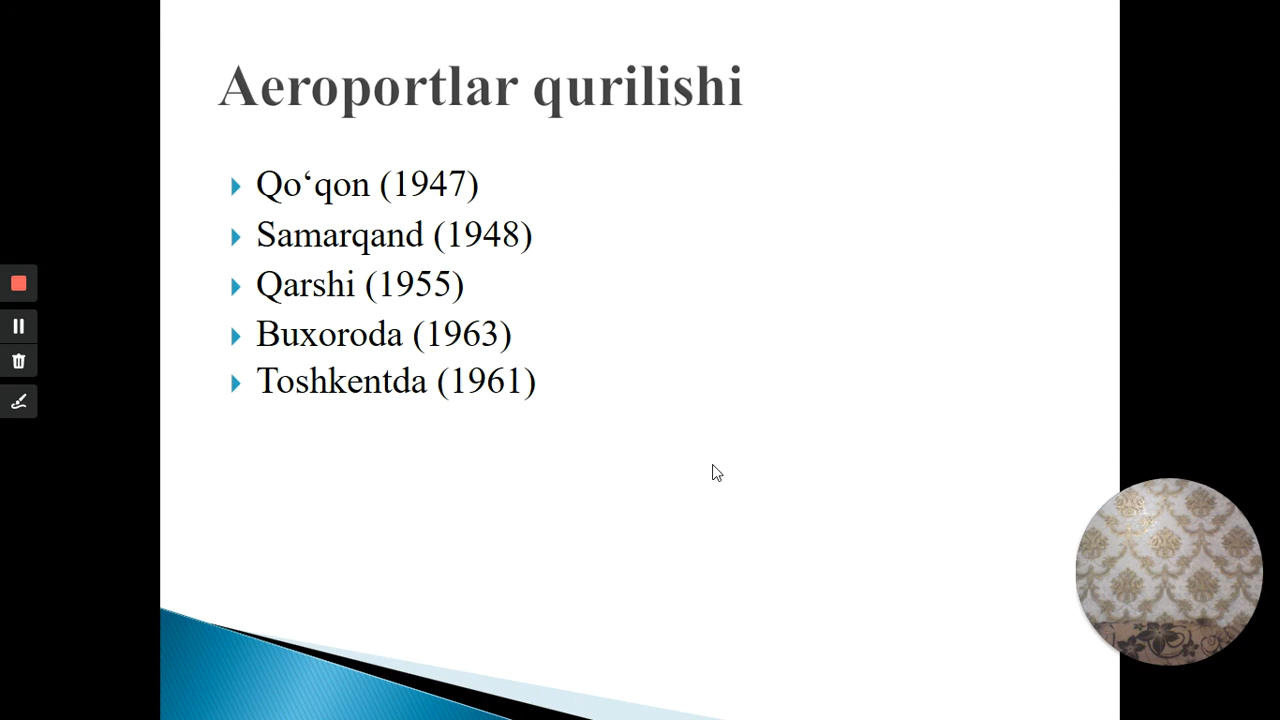 Aeroportlar qurilishi
Qo‘qon (1947)
Samarqand (1948)
Qarshi (1955)
Buxoroda (1963)
Toshkentda (1961)